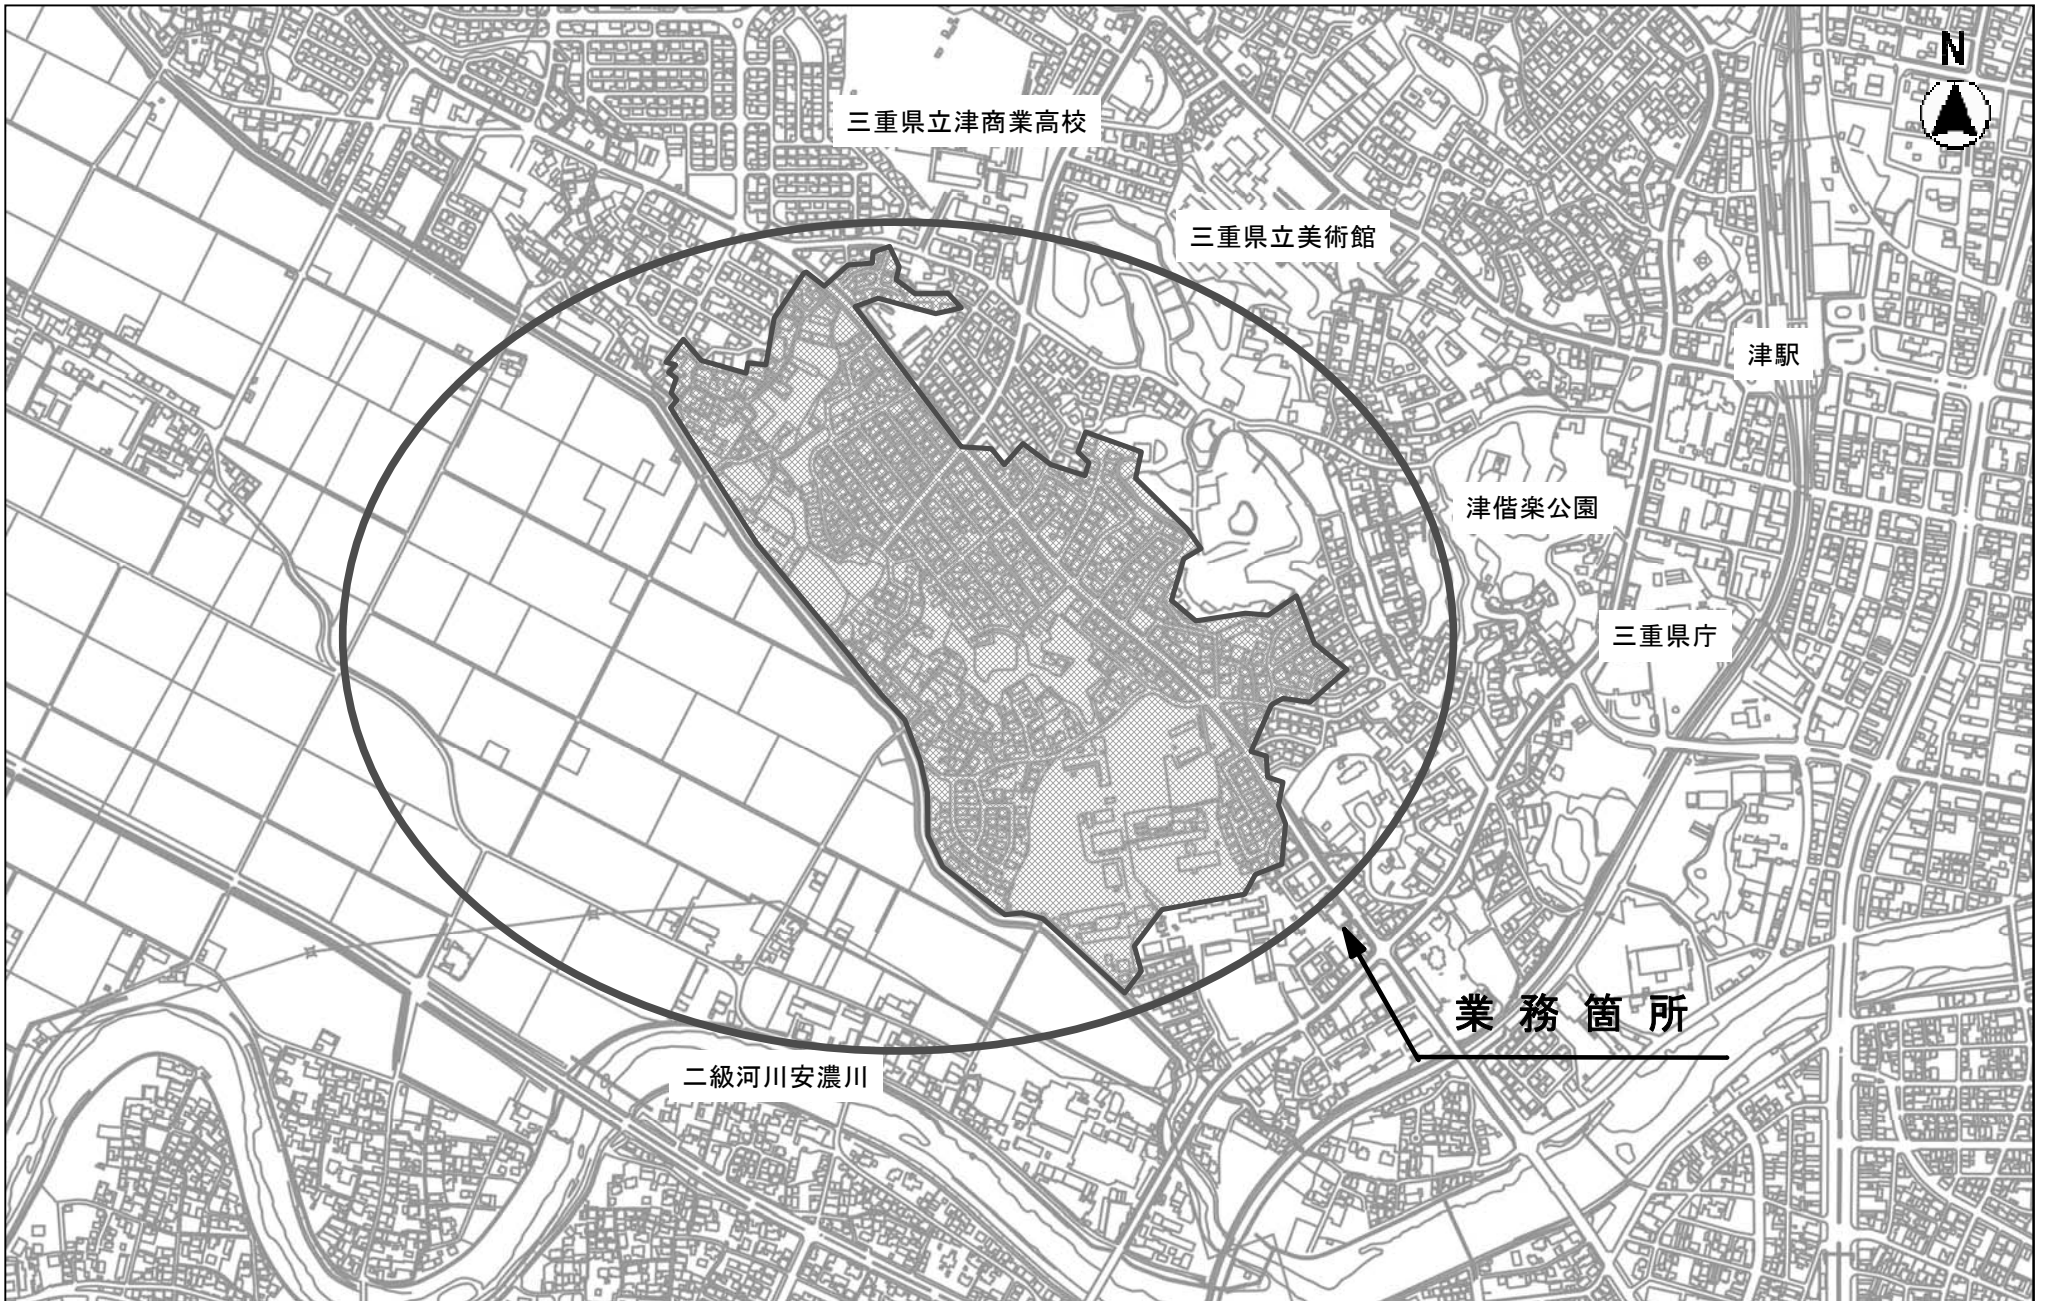 N
三重県立津商業高校
三重県立美術館
津駅
津偕楽公園
三重県庁
業務箇所
二級河川安濃川